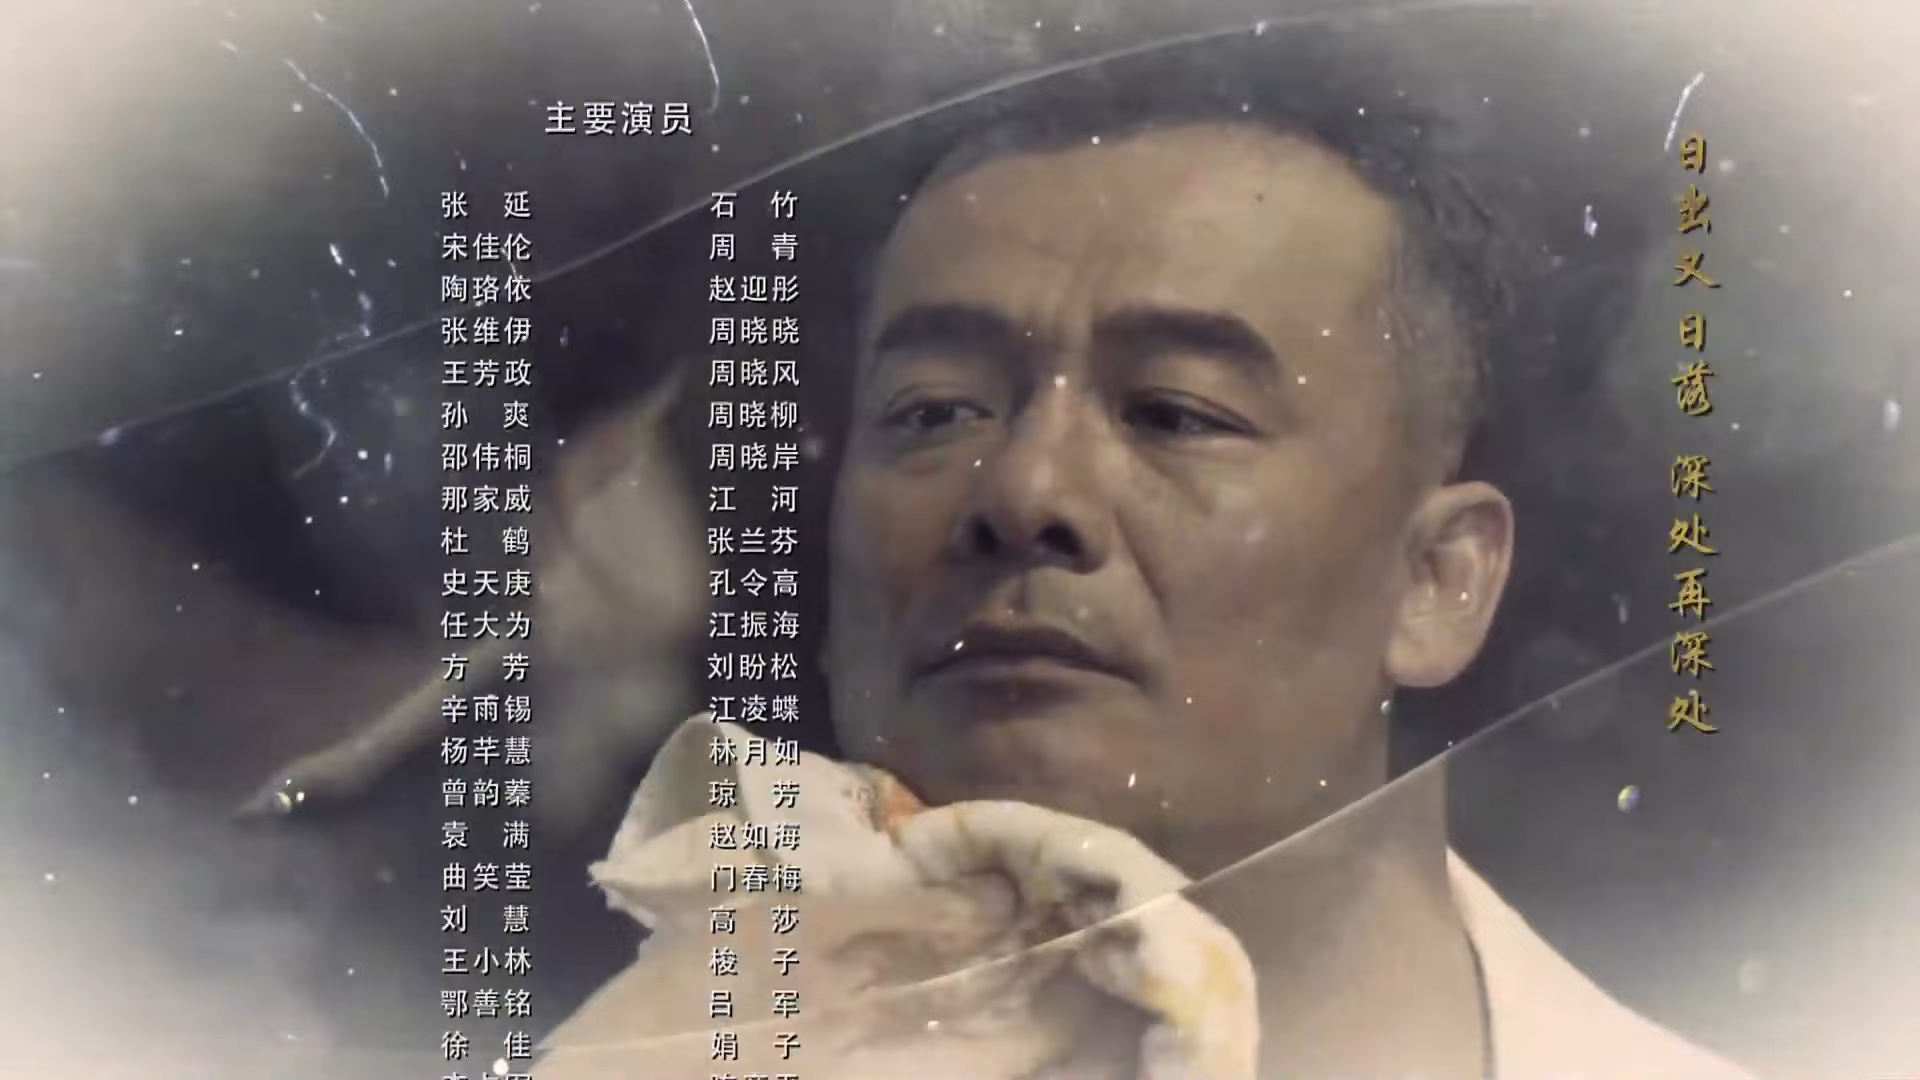 主要演员
张延 石竹
宋佳伦 周青
陶珞依 赵迎彤
张维伊 周晓晓
王芳政 周晓风
孙爽 周晓柳
邵伟桐 周晓岸
那家威 江河
杜鹤 张兰芬
史天庚 孔令高
任大为 江振海
方芳 刘盼松
辛雨锡 江凌蝶
杨芊慧 林月如
曾韵蓁 琼芳
袁满 赵如海
曲笑莹 门春梅
刘慧 高莎
王小林 梭子
鄂善铭 吕军
徐佳 娟子
日出又日落 深处再深处